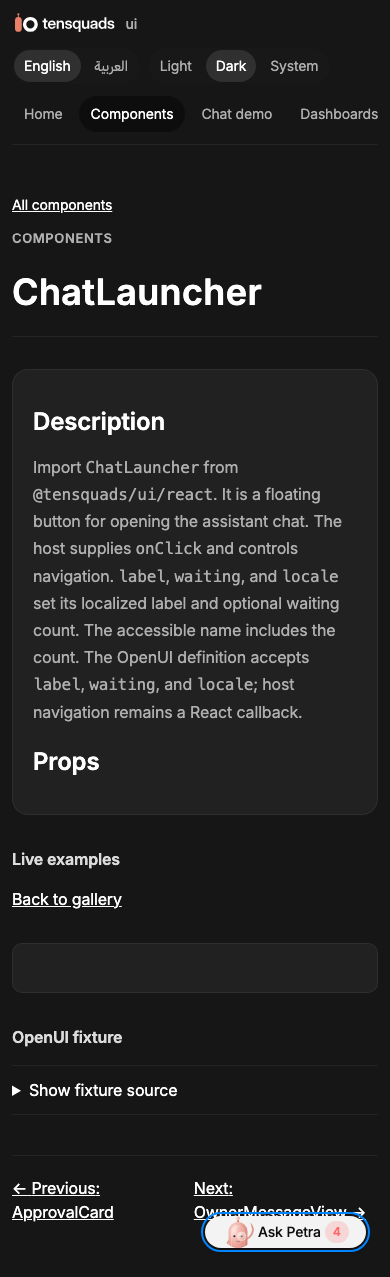 tensquads ui
English العربية Light Dark System
Home Components Chat demo Dashboards
All components
COMPONENTS
ChatLauncher
Description
Import ChatLauncher from
@tensquads/ui/react. It is a floating
button for opening the assistant chat. The
host supplies onClick and controls
navigation. label, waiting, and locale
set its localized label and optional waiting
count. The accessible name includes the
count. The OpenUI definition accepts
label, waiting, and locale; host
navigation remains a React callback.
Props
Live examples
Back to gallery
OpenUI fixture
▶ Show fixture source
← Previous: Next:
ApprovalCard OwnerMessageView →
Ask Petra 4